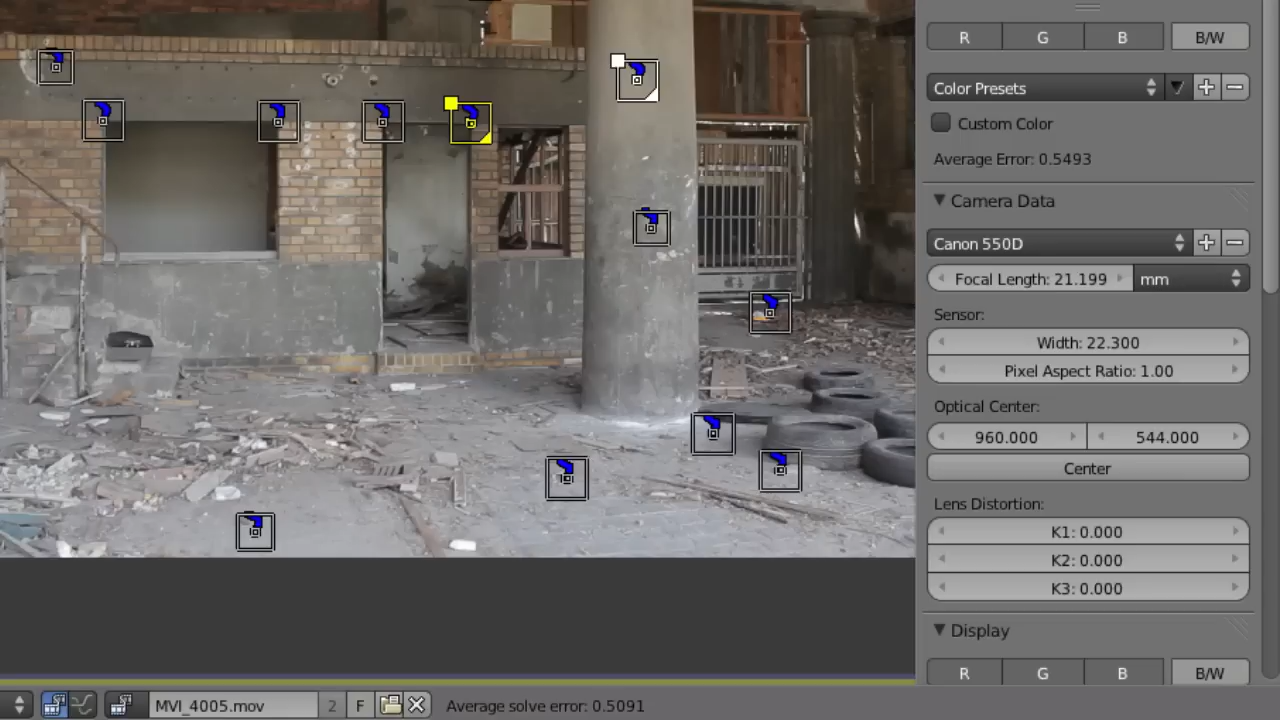 R G B B/W
Color Presets
Custom Color
Average Error: 0.5493
Camera Data
Canon 550D
Focal Length: 21.199 mm
Sensor:
Width: 22.300
Pixel Aspect Ratio: 1.00
Optical Center:
960.000 544.000
Center
Lens Distortion:
K1: 0.000
K2: 0.000
K3: 0.000
Display
R G B B/W
MVI_4005.mov 2 F Average solve error: 0.5091